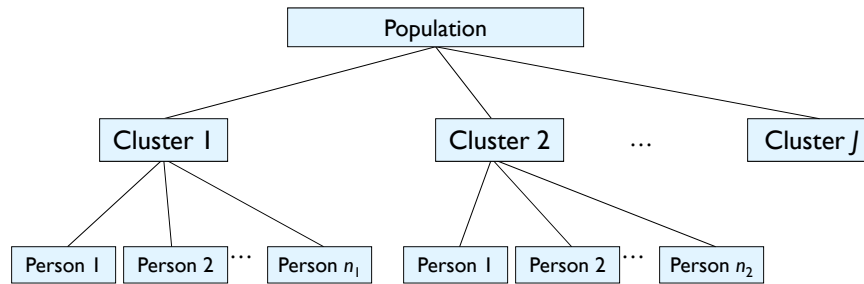 Population
Cluster 1
Cluster 2
...
Cluster J
Person 1
Person 2
...
Person n₁
Person 1
Person 2
...
Person n₂